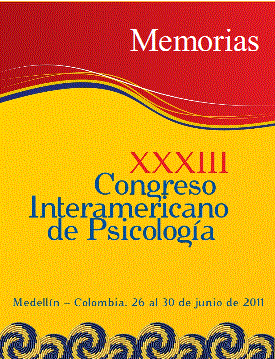 Memorias
XXXIII
Congreso
Interamericano
de Psicología
Medellín – Colombia. 26 al 30 de junio de 2011